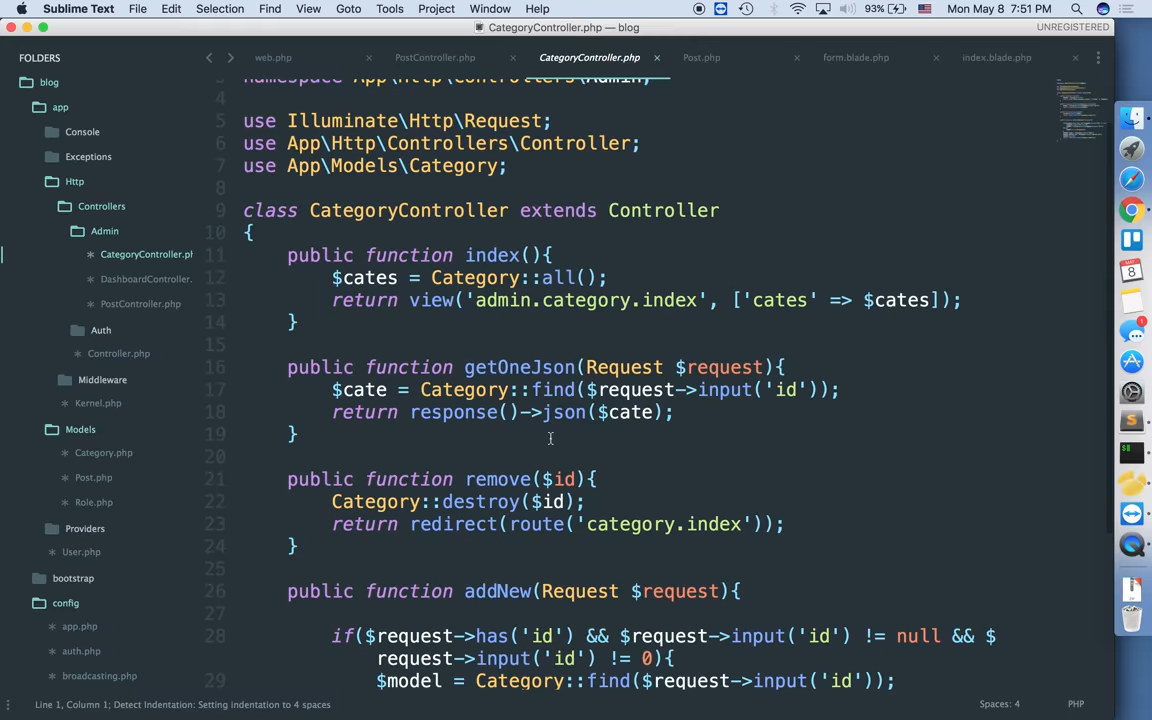 Sublime Text File Edit Selection Find View Goto Tools Project Window Help 93% Mon May 8 7:51 PM
CategoryController.php — blog UNREGISTERED
FOLDERS
blog
app
Console
Exceptions
Http
Controllers
Admin
CategoryController.pl
DashboardController.
PostController.php
Auth
Controller.php
Middleware
Kernel.php
Models
Category.php
Post.php
Role.php
Providers
User.php
bootstrap
config
app.php
auth.php
broadcasting.php
web.php PostController.php CategoryController.php Post.php form.blade.php index.blade.php
3 namespace App\Http\Controllers\Admin;
4
5 use Illuminate\Http\Request;
6 use App\Http\Controllers\Controller;
7 use App\Models\Category;
8
9 class CategoryController extends Controller
10 {
11 public function index(){
12 $cates = Category::all();
13 return view('admin.category.index', ['cates' => $cates]);
14 }
15
16 public function getOneJson(Request $request){
17 $cate = Category::find($request->input('id'));
18 return response()->json($cate);
19 }
20
21 public function remove($id){
22 Category::destroy($id);
23 return redirect(route('category.index'));
24 }
25
26 public function addNew(Request $request){
27
28 if($request->has('id') && $request->input('id') != null && $
request->input('id') != 0){
29 $model = Category::find($request->input('id'));
Line 1, Column 1; Detect Indentation: Setting indentation to 4 spaces Spaces: 4 PHP